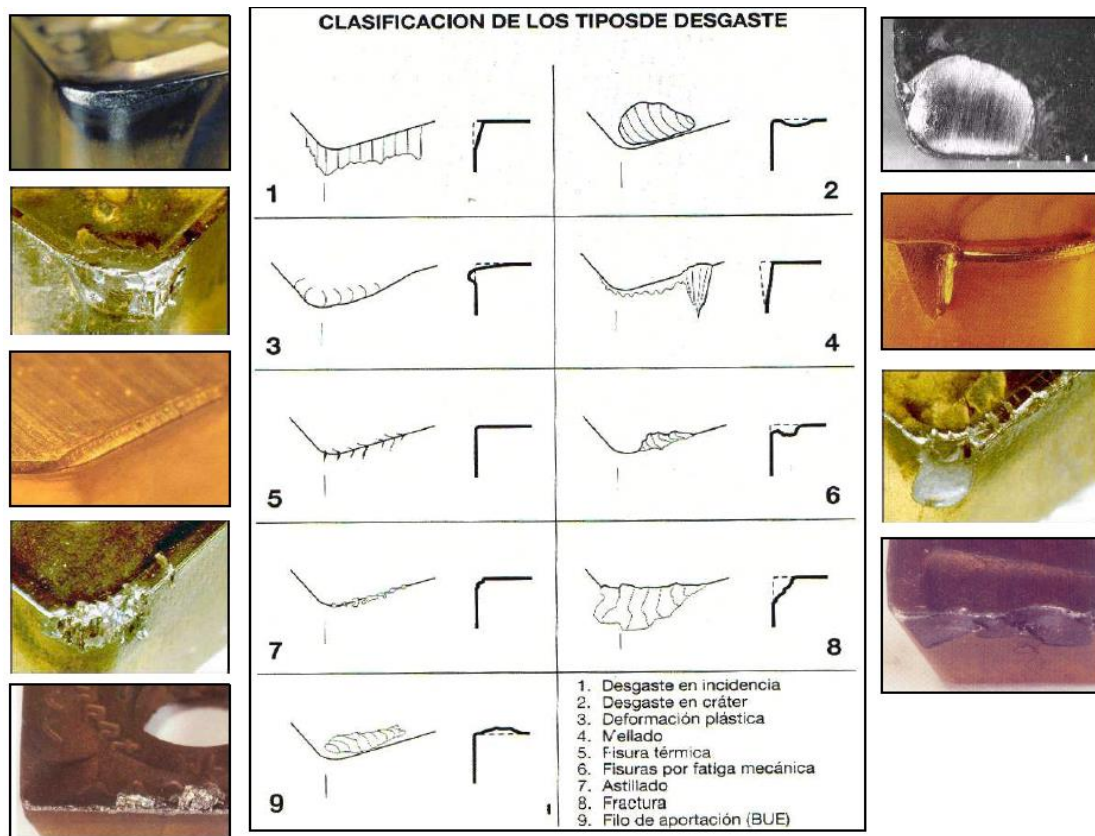 CLASIFICACION DE LOS TIPOSDE DESGASTE
1
2
3
4
5
6
7
8
9
1. Desgaste en incidencia
2. Desgaste en cráter
3. Deformación plástica
4. Mellado
5. Fisura térmica
6. Fisuras por fatiga mecánica
7. Astillado
8. Fractura
9. Filo de aportación (BUE)